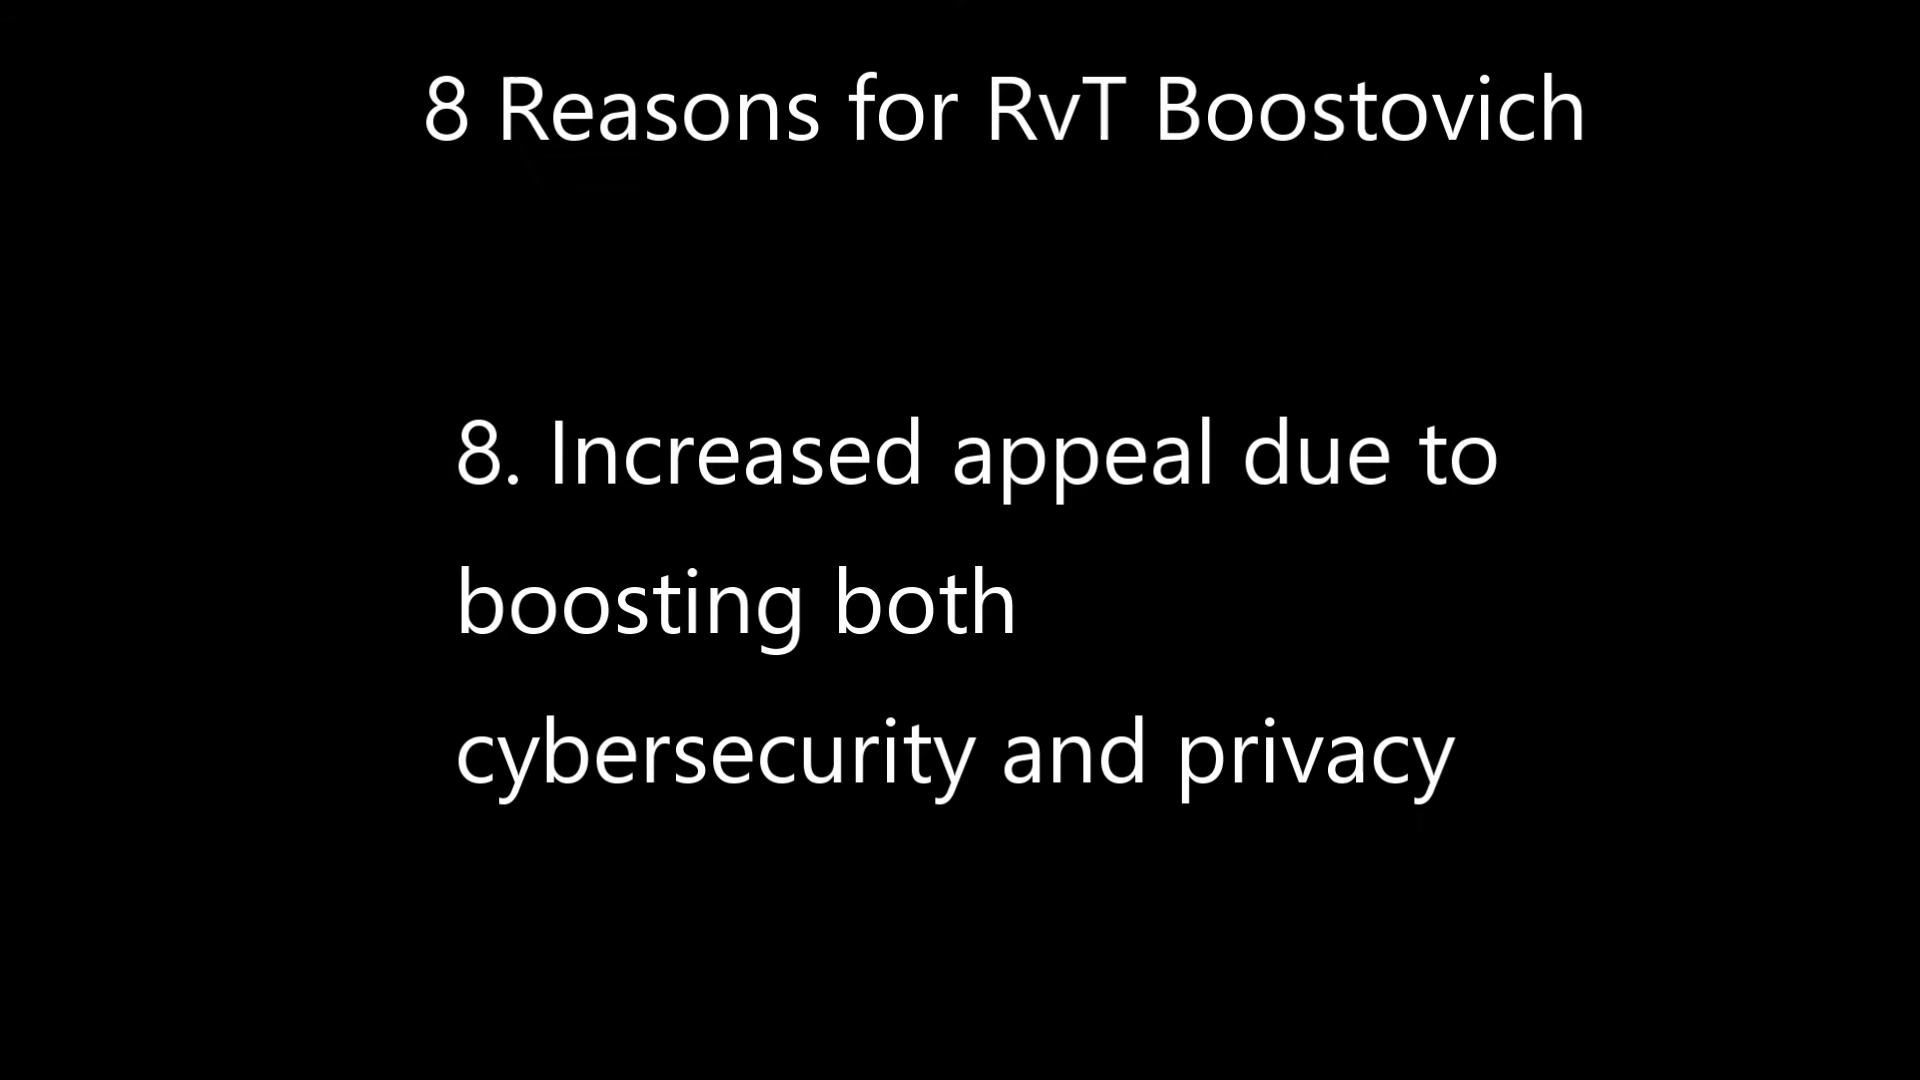 8 Reasons for RvT Boostovich
8. Increased appeal due to
boosting both
cybersecurity and privacy